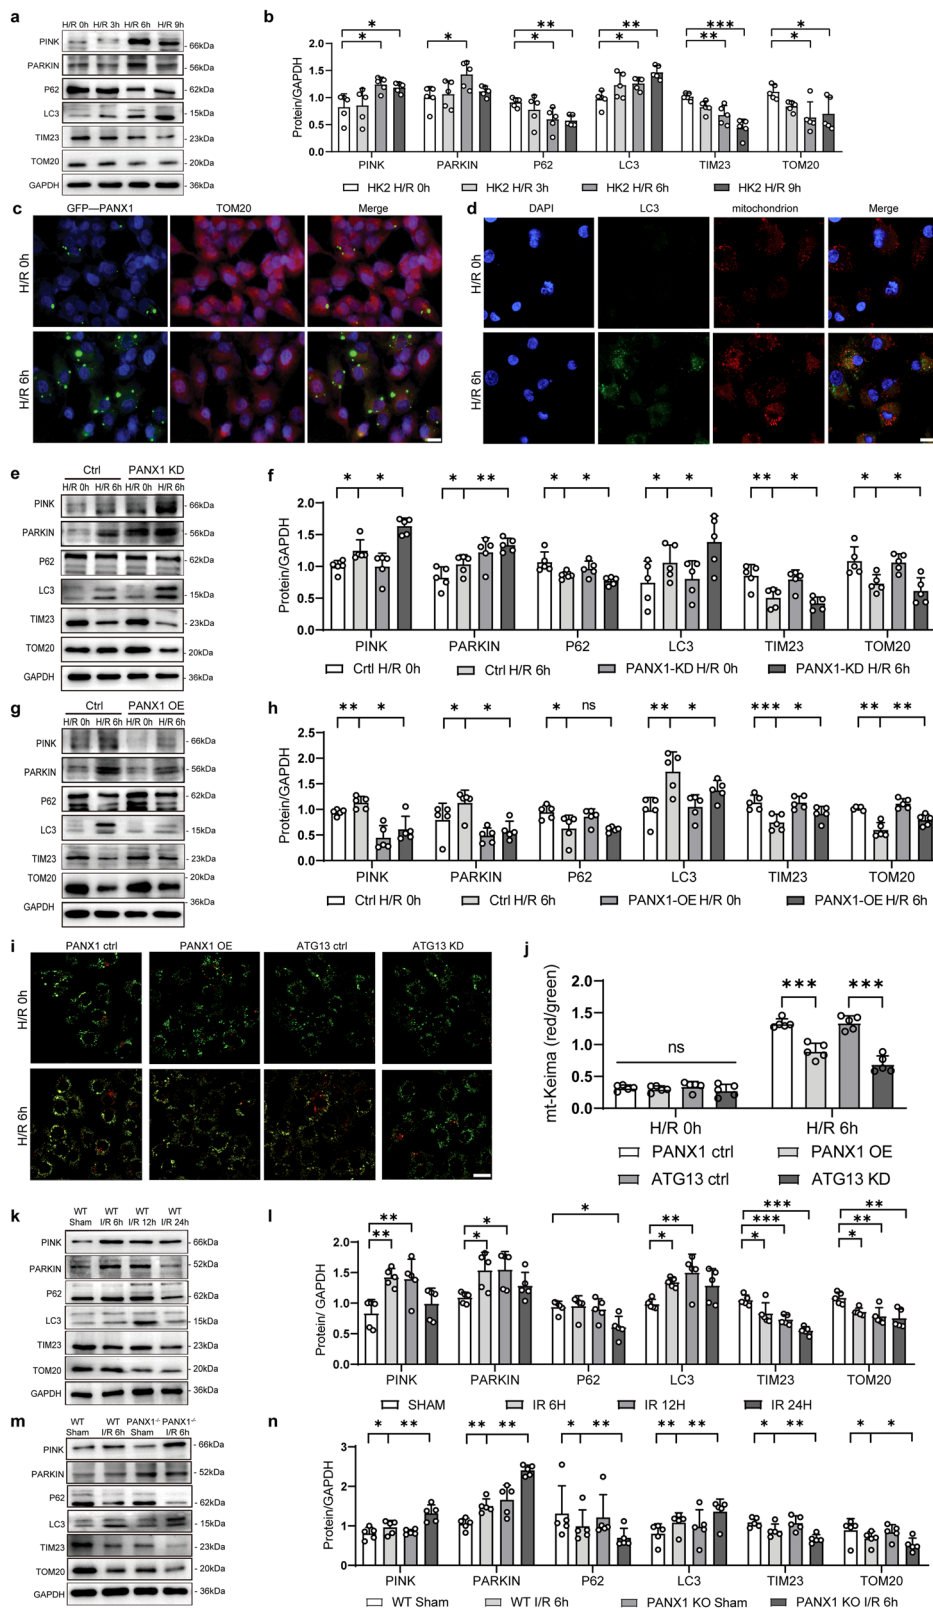 a
H/R 0h H/R 3h H/R 6h H/R 9h
PINK
66kDa
PARKIN
56kDa
P62
62kDa
LC3
15kDa
TIM23
23kDa
TOM20
20kDa
GAPDH
36kDa
b
* * * ** * * * *** ** * *
Protein/GAPDH
2.0
1.5
1.0
0.5
0
PINK PARKIN P62 LC3 TIM23 TOM20
HK2 H/R 0h HK2 H/R 3h HK2 H/R 6h HK2 H/R 9h
c
GFP—PANX1 TOM20 Merge
H/R 0h
H/R 6h
d
DAPI LC3 mitochondrion Merge
H/R 0h
H/R 6h
e
Ctrl PANX1 KD
H/R 0h H/R 6h H/R 0h H/R 6h
PINK
66kDa
PARKIN
56kDa
P62
62kDa
LC3
15kDa
TIM23
23kDa
TOM20
20kDa
GAPDH
36kDa
f
* * * ** * * * * ** * * *
Protein/GAPDH
2.0
1.5
1.0
0.5
0
PINK PARKIN P62 LC3 TIM23 TOM20
Crtl H/R 0h Ctrl H/R 6h PANX1-KD H/R 0h PANX1-KD H/R 6h
g
Ctrl PANX1 OE
H/R 0h H/R 6h H/R 0h H/R 6h
PINK
66kDa
PARKIN
56kDa
P62
62kDa
LC3
15kDa
TIM23
23kDa
TOM20
20kDa
GAPDH
36kDa
h
** * * * * ns ** * *** * ** **
Protein/GAPDH
2.5
2.0
1.5
1.0
0.5
0
PINK PARKIN P62 LC3 TIM23 TOM20
Ctrl H/R 0h Ctrl H/R 6h PANX1-OE H/R 0h PANX1-OE H/R 6h
i
PANX1 ctrl PANX1 OE ATG13 ctrl ATG13 KD
H/R 0h
H/R 6h
j
*** ***
ns
mt-Keima (red/green)
2.0
1.5
1.0
0.5
0
H/R 0h H/R 6h
PANX1 ctrl PANX1 OE
ATG13 ctrl ATG13 KD
k
WT Sham WT I/R 6h WT I/R 12h WT I/R 24h
PINK
66kDa
PARKIN
52kDa
P62
62kDa
LC3
15kDa
TIM23
23kDa
TOM20
20kDa
GAPDH
36kDa
l
** ** * * * ** * *** *** * ** ** *
Protein/ GAPDH
2.0
1.5
1.0
0.5
0
PINK PARKIN P62 LC3 TIM23 TOM20
SHAM IR 6H IR 12H IR 24H
m
WT Sham WT I/R 6h PANX1-/- Sham PANX1-/- I/R 6h
PINK
66kDa
PARKIN
52kDa
P62
62kDa
LC3
15kDa
TIM23
23kDa
TOM20
20kDa
GAPDH
36kDa
n
* ** ** ** * ** ** ** * ** * *
Protein/GAPDH
3
2
1
0
PINK PARKIN P62 LC3 TIM23 TOM20
WT Sham WT I/R 6h PANX1 KO Sham PANX1 KO I/R 6h